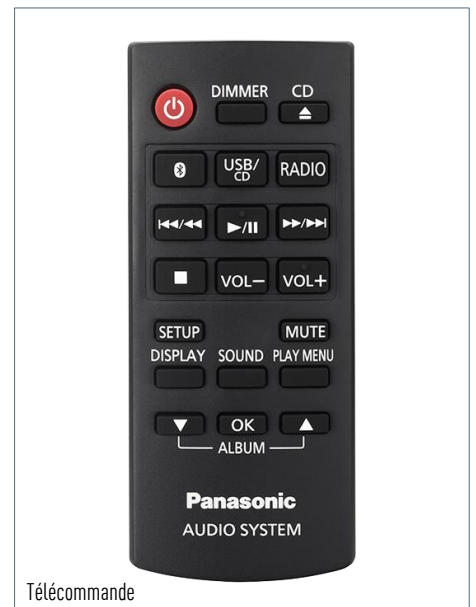 DIMMER CD
USB/
CD
RADIO
VOL− VOL+
SETUP MUTE
DISPLAY SOUND PLAY MENU
OK
ALBUM
Panasonic
AUDIO SYSTEM
Télécommande